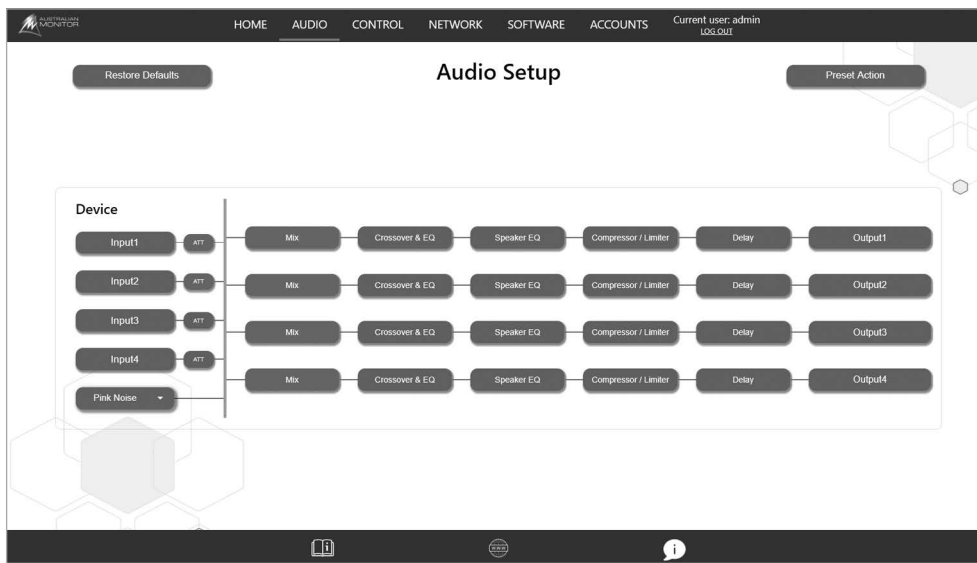 AUSTRALIAN
MONITOR
HOME AUDIO CONTROL NETWORK SOFTWARE ACCOUNTS Current user: admin
LOG OUT
Restore Defaults Audio Setup Preset Action
Device
Input1 ATT Mix Crossover & EQ Speaker EQ Compressor / Limiter Delay Output1
Input2 ATT Mix Crossover & EQ Speaker EQ Compressor / Limiter Delay Output2
Input3 ATT Mix Crossover & EQ Speaker EQ Compressor / Limiter Delay Output3
Input4 ATT Mix Crossover & EQ Speaker EQ Compressor / Limiter Delay Output4
Pink Noise
i www i